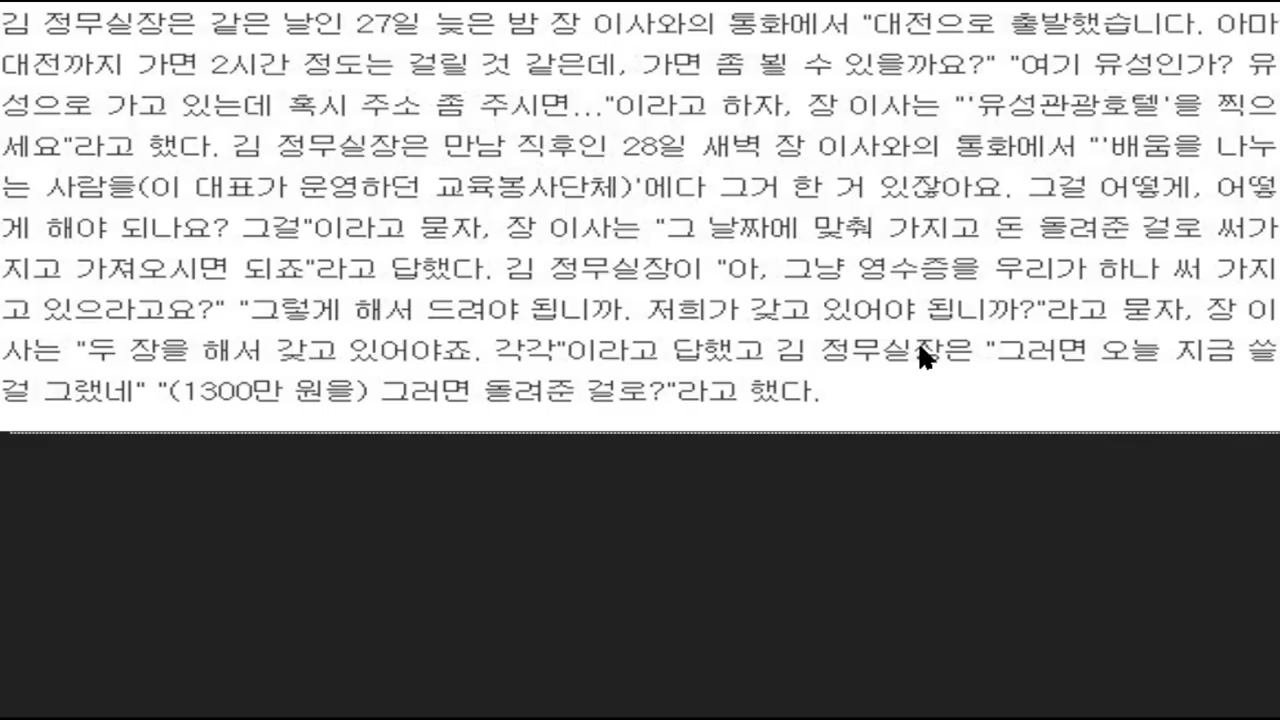 김 정무실장은 같은 날인 27일 늦은 밤 장 이사와의 통화에서 "대전으로 출발했습니다. 아마
대전까지 가면 2시간 정도는 걸릴 것 같은데, 가면 좀 뵐 수 있을까요?" "여기 유성인가? 유
성으로 가고 있는데 혹시 주소 좀 주시면..."이라고 하자, 장 이사는 "'유성관광호텔'을 찍으
세요"라고 했다. 김 정무실장은 만남 직후인 28일 새벽 장 이사와의 통화에서 "'배움을 나누
는 사람들(이 대표가 운영하던 교육봉사단체)'에다 그거 한 거 있잖아요. 그걸 어떻게, 어떻
게 해야 되나요? 그걸"이라고 묻자, 장 이사는 "그 날짜에 맞춰 가지고 돈 돌려준 걸로 써가
지고 가져오시면 되죠"라고 답했다. 김 정무실장이 "아, 그냥 영수증을 우리가 하나 써 가지
고 있으라고요?" "그렇게 해서 드려야 됩니까. 저희가 갖고 있어야 됩니까?"라고 묻자, 장 이
사는 "두 장을 해서 갖고 있어야죠. 각각"이라고 답했고 김 정무실장은 "그러면 오늘 지금 쓸
걸 그랬네" "(1300만 원을) 그러면 돌려준 걸로?"라고 했다.